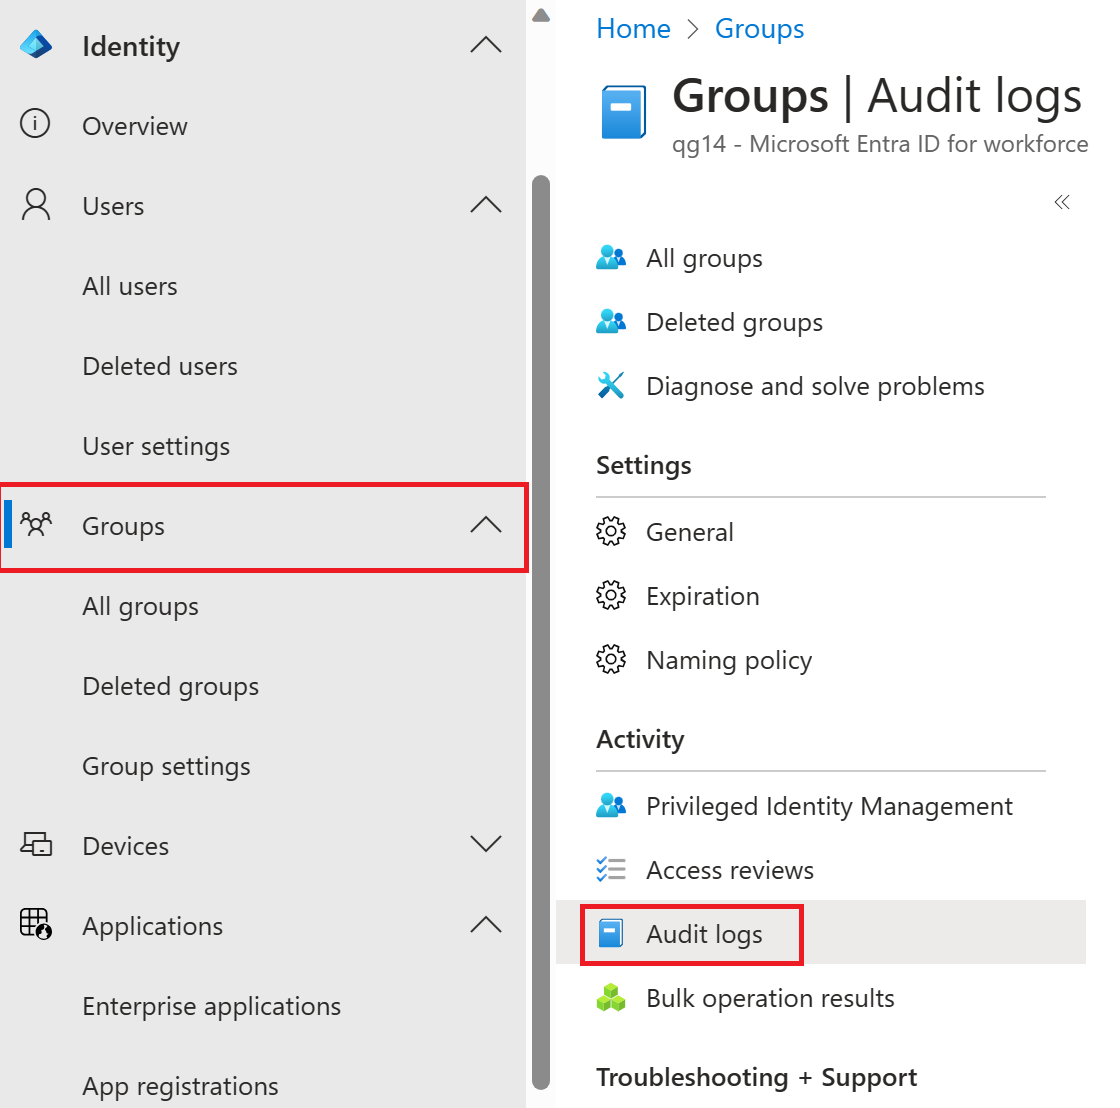 Identity
Overview
Users
All users
Deleted users
User settings
Groups
All groups
Deleted groups
Group settings
Devices
Applications
Enterprise applications
App registrations
Home > Groups
Groups | Audit logs
qg14 - Microsoft Entra ID for workforce
All groups
Deleted groups
Diagnose and solve problems
Settings
General
Expiration
Naming policy
Activity
Privileged Identity Management
Access reviews
Audit logs
Bulk operation results
Troubleshooting + Support